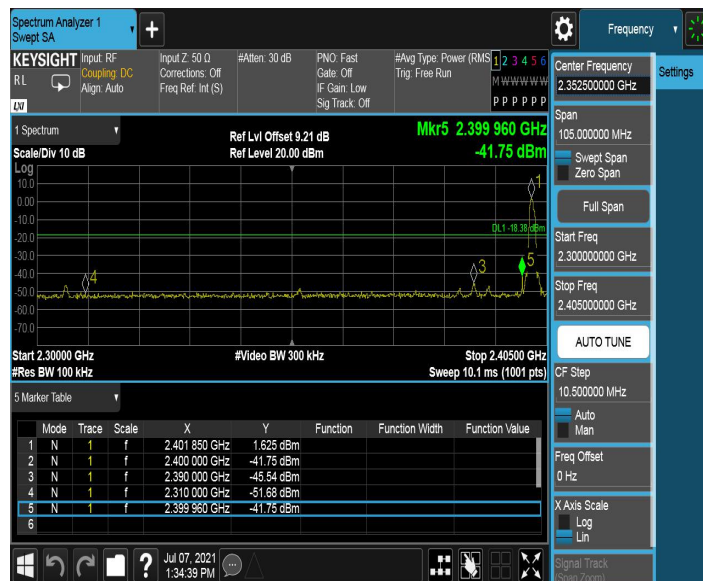 Spectrum Analyzer 1
Swept SA
+
Frequency
KEYSIGHT
RL
LXI
Input: RF
Coupling: DC
Align: Auto
Input Z: 50 Ω
Corrections: Off
Freq Ref: Int (S)
#Atten: 30 dB
PNO: Fast
Gate: Off
IF Gain: Low
Sig Track: Off
#Avg Type: Power (RMS
Trig: Free Run
1 2 3 4 5 6
M W W W W W
P P P P P P
1 Spectrum
Scale/Div 10 dB
Ref Lvl Offset 9.21 dB
Ref Level 20.00 dBm
Mkr5 2.399 960 GHz
-41.75 dBm
Log
10.0
0.00
-10.0
-20.0
-30.0
-40.0
-50.0
-60.0
-70.0
1
DL1 -18.38 dBm
3
5
4
Start 2.30000 GHz
#Res BW 100 kHz
#Video BW 300 kHz
Stop 2.40500 GHz
Sweep 10.1 ms (1001 pts)
5 Marker Table
Mode Trace Scale X Y Function Function Width Function Value
1 N 1 f 2.401 850 GHz 1.625 dBm
2 N 1 f 2.400 000 GHz -41.75 dBm
3 N 1 f 2.390 000 GHz -45.54 dBm
4 N 1 f 2.310 000 GHz -51.68 dBm
5 N 1 f 2.399 960 GHz -41.75 dBm
6
?
Jul 07, 2021
1:34:39 PM
Center Frequency
2.352500000 GHz
Settings
Span
105.000000 MHz
Swept Span
Zero Span
Full Span
Start Freq
2.300000000 GHz
Stop Freq
2.405000000 GHz
AUTO TUNE
CF Step
10.500000 MHz
Auto
Man
Freq Offset
0 Hz
X Axis Scale
Log
Lin
Signal Track
(Span Zoom)